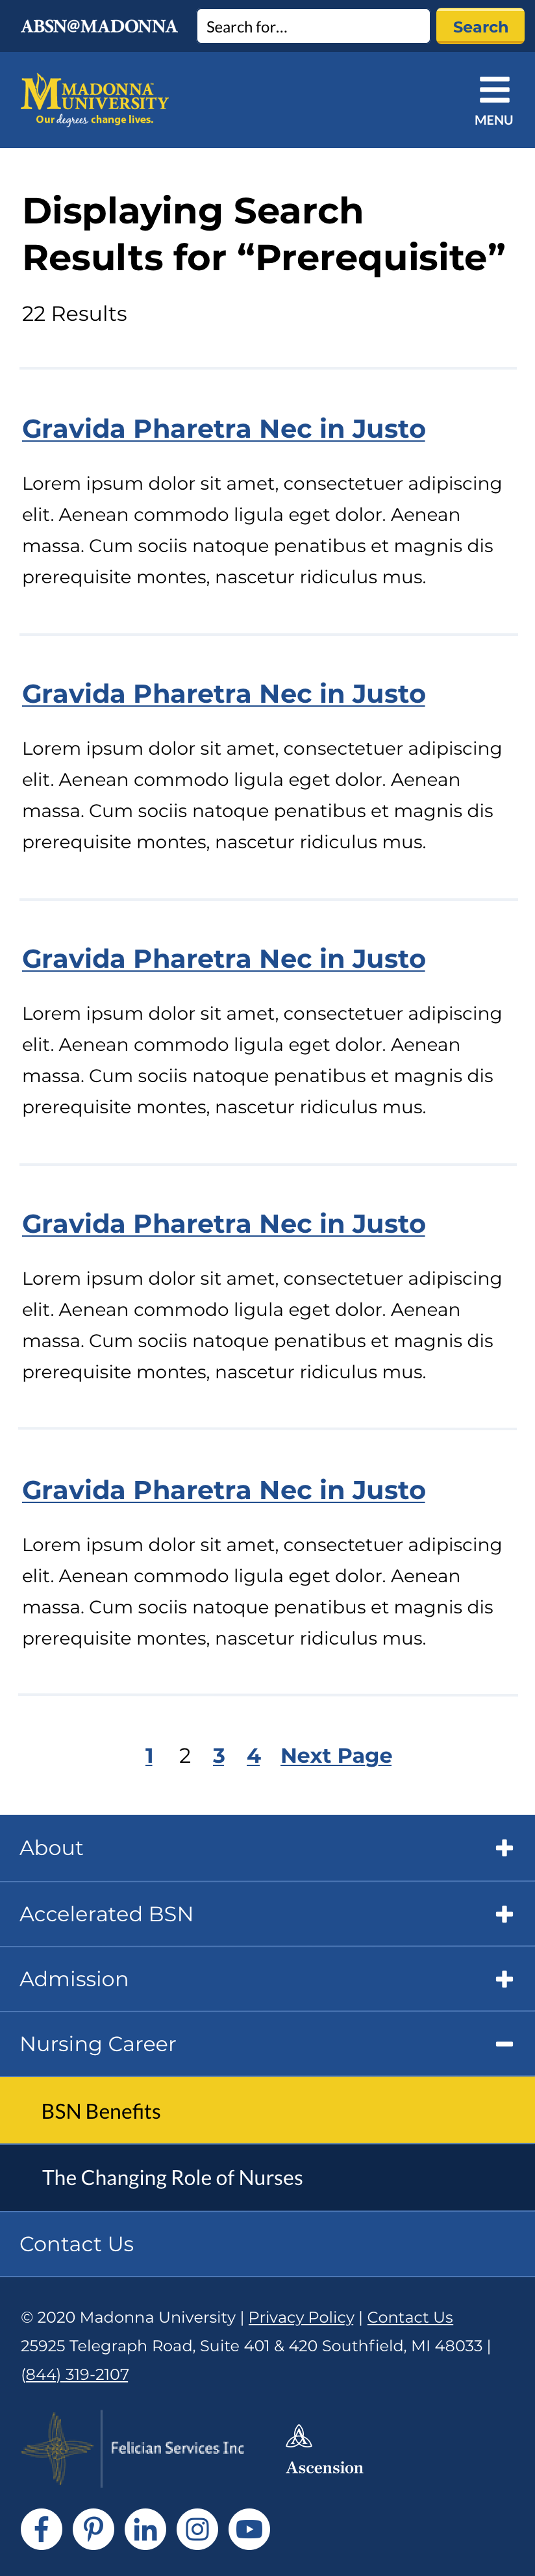 ABSN@MADONNA
Search for...
Search
MADONNA
UNIVERSITY
Our degrees change lives.
MENU
Displaying Search
Results for “Prerequisite”
22 Results
Gravida Pharetra Nec in Justo
Lorem ipsum dolor sit amet, consectetuer adipiscing
elit. Aenean commodo ligula eget dolor. Aenean
massa. Cum sociis natoque penatibus et magnis dis
prerequisite montes, nascetur ridiculus mus.
Gravida Pharetra Nec in Justo
Lorem ipsum dolor sit amet, consectetuer adipiscing
elit. Aenean commodo ligula eget dolor. Aenean
massa. Cum sociis natoque penatibus et magnis dis
prerequisite montes, nascetur ridiculus mus.
Gravida Pharetra Nec in Justo
Lorem ipsum dolor sit amet, consectetuer adipiscing
elit. Aenean commodo ligula eget dolor. Aenean
massa. Cum sociis natoque penatibus et magnis dis
prerequisite montes, nascetur ridiculus mus.
Gravida Pharetra Nec in Justo
Lorem ipsum dolor sit amet, consectetuer adipiscing
elit. Aenean commodo ligula eget dolor. Aenean
massa. Cum sociis natoque penatibus et magnis dis
prerequisite montes, nascetur ridiculus mus.
Gravida Pharetra Nec in Justo
Lorem ipsum dolor sit amet, consectetuer adipiscing
elit. Aenean commodo ligula eget dolor. Aenean
massa. Cum sociis natoque penatibus et magnis dis
prerequisite montes, nascetur ridiculus mus.
1 2 3 4 Next Page
About
Accelerated BSN
Admission
Nursing Career
BSN Benefits
The Changing Role of Nurses
Contact Us
© 2020 Madonna University | Privacy Policy | Contact Us
25925 Telegraph Road, Suite 401 & 420 Southfield, MI 48033 |
(844) 319-2107
Felician Services Inc
Ascension